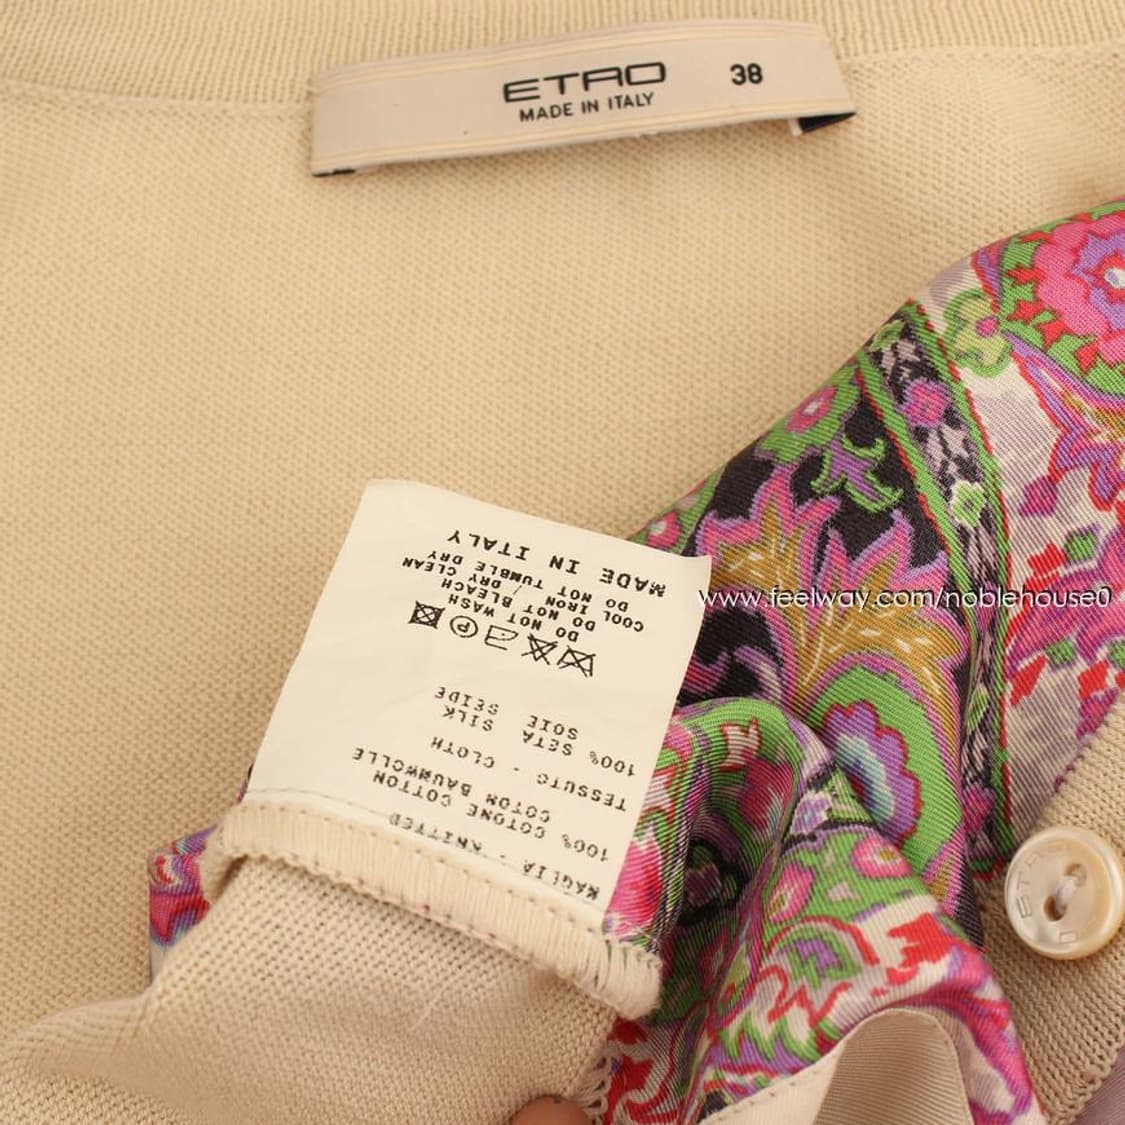 ETRO 38
MADE IN ITALY
www.feelway.com/noblehouse0
MAGLIA - KNITTED
100% COTONE COTTON
COTON BAUMWOLLE
TESSUTO - CLOTH
100% SETA SILK
SOIE SEIDE
P
DO NOT WASH
DO NOT BLEACH
COOL IRON / DRY CLEAN
DO NOT TUMBLE DRY
MADE IN ITALY
ETRO